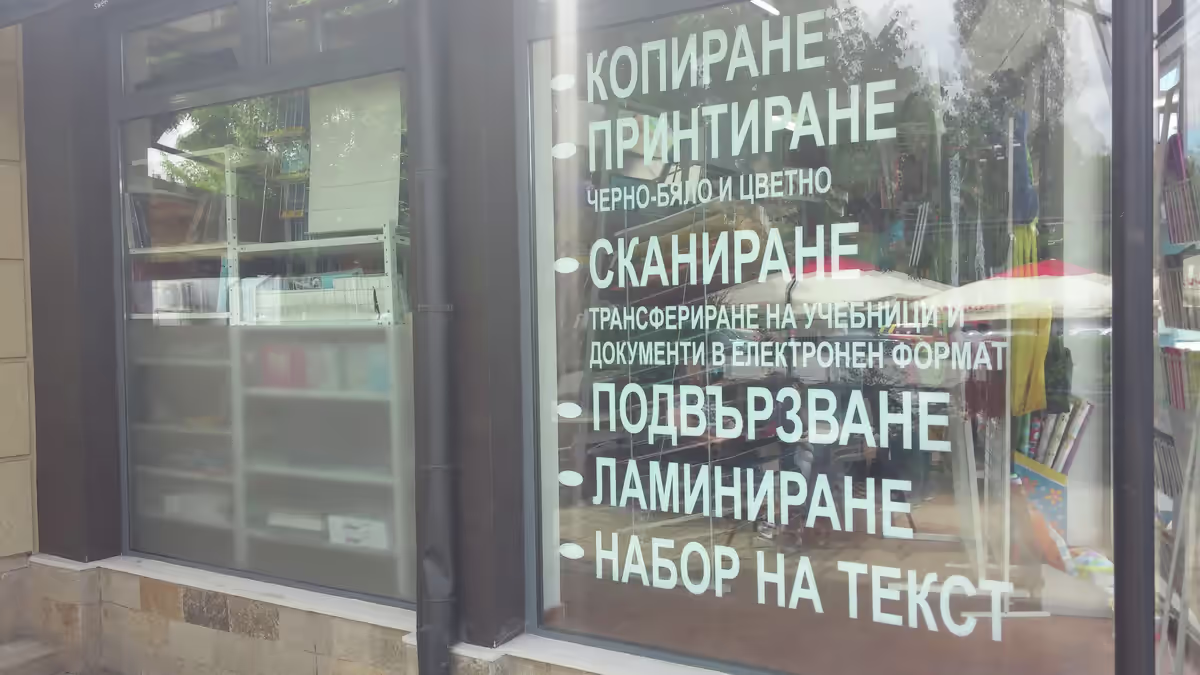 КОПИРАНЕ
ПРИНТИРАНЕ
ЧЕРНО-БЯЛО И ЦВЕТНО
СКАНИРАНЕ
ТРАНСФЕРИРАНЕ НА УЧЕБНИЦИ И
ДОКУМЕНТИ В ЕЛЕКТРОНЕН ФОРМАТ
ПОДВЪРЗВАНЕ
ЛАМИНИРАНЕ
НАБОР НА ТЕКСТ